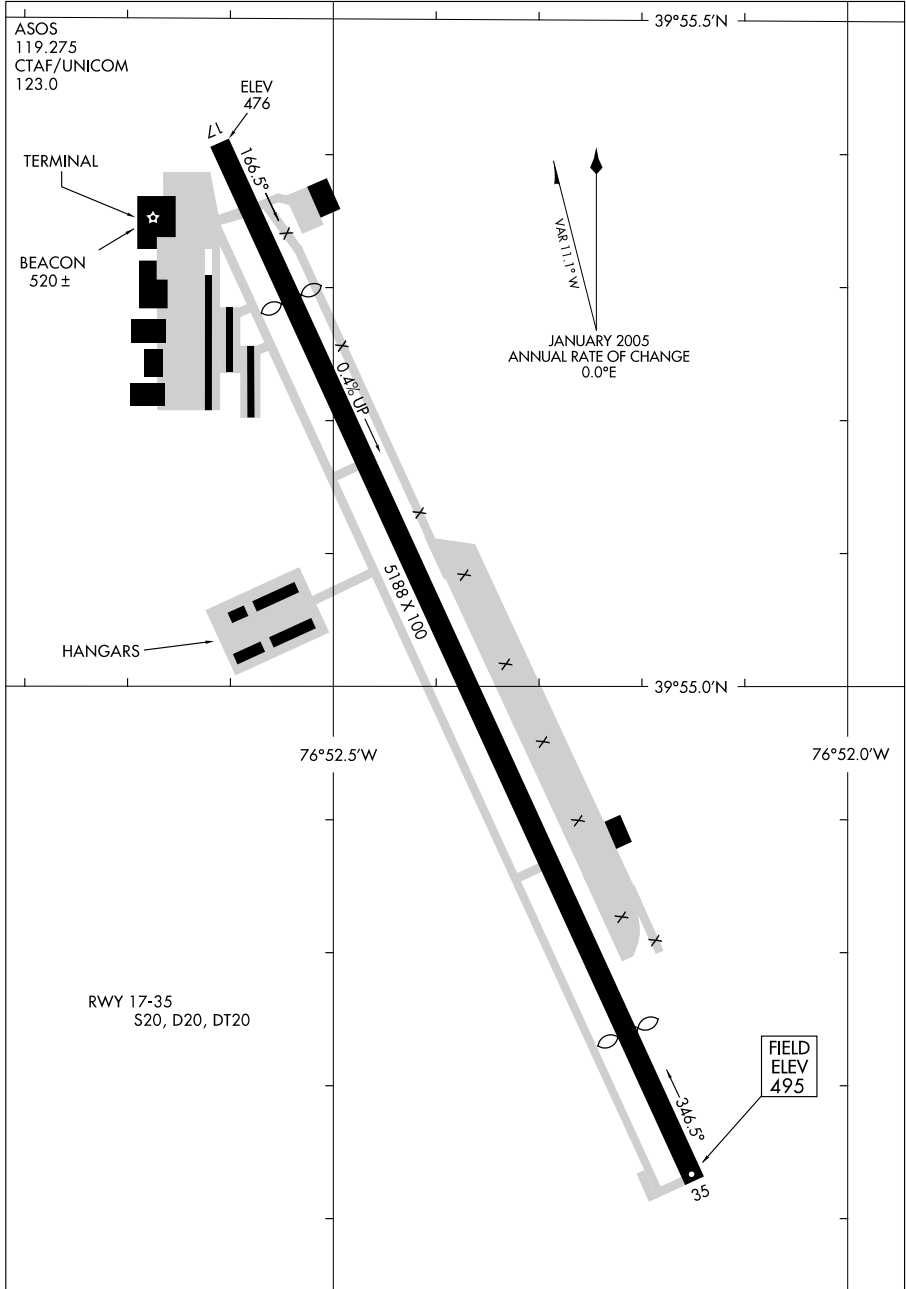 ASOS
119.275
CTAF/UNICOM
123.0
39°55.5'N
ELEV
476
17
166.5°
TERMINAL
BEACON
520 ±
VAR 11.1° W
JANUARY 2005
ANNUAL RATE OF CHANGE
0.0°E
X
X
0.4% UP
X
X
5188 X 100
HANGARS
X
39°55.0'N
X
76°52.5'W
76°52.0'W
X
X
X
RWY 17-35
S20, D20, DT20
FIELD
ELEV
495
346.5°
35